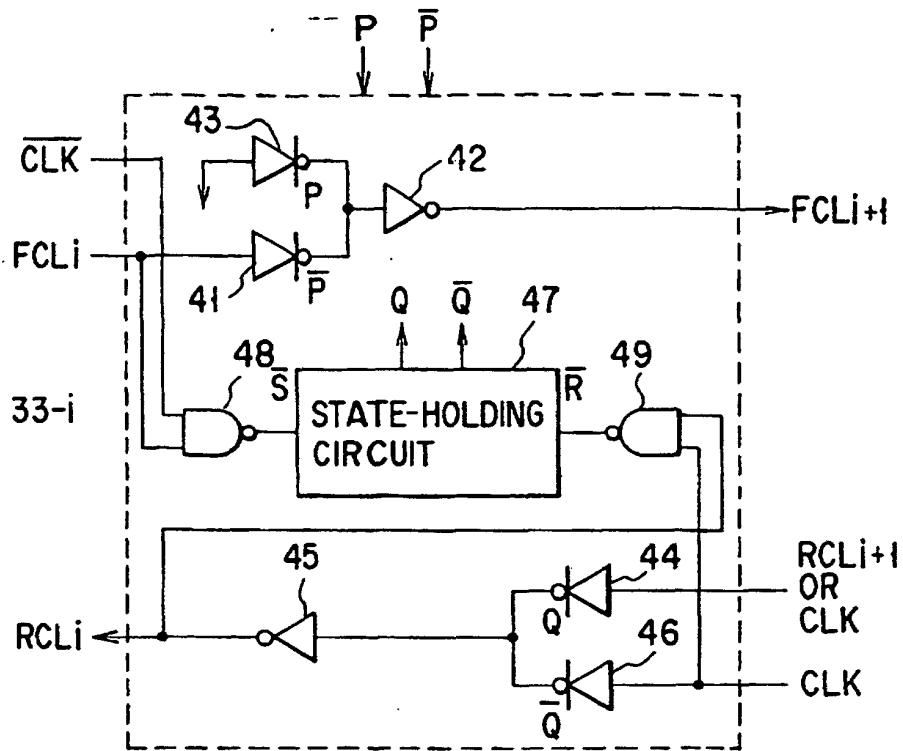 P P̅
43
C̅L̅K̅
42
P
FCLi+1
FCLi
41
P̅
Q Q̅ 47
48
S̅
R̅
49
33-i
STATE-HOLDING
CIRCUIT
45
44
RCLi+1
OR
CLK
Q
RCLi
46
CLK
Q̅